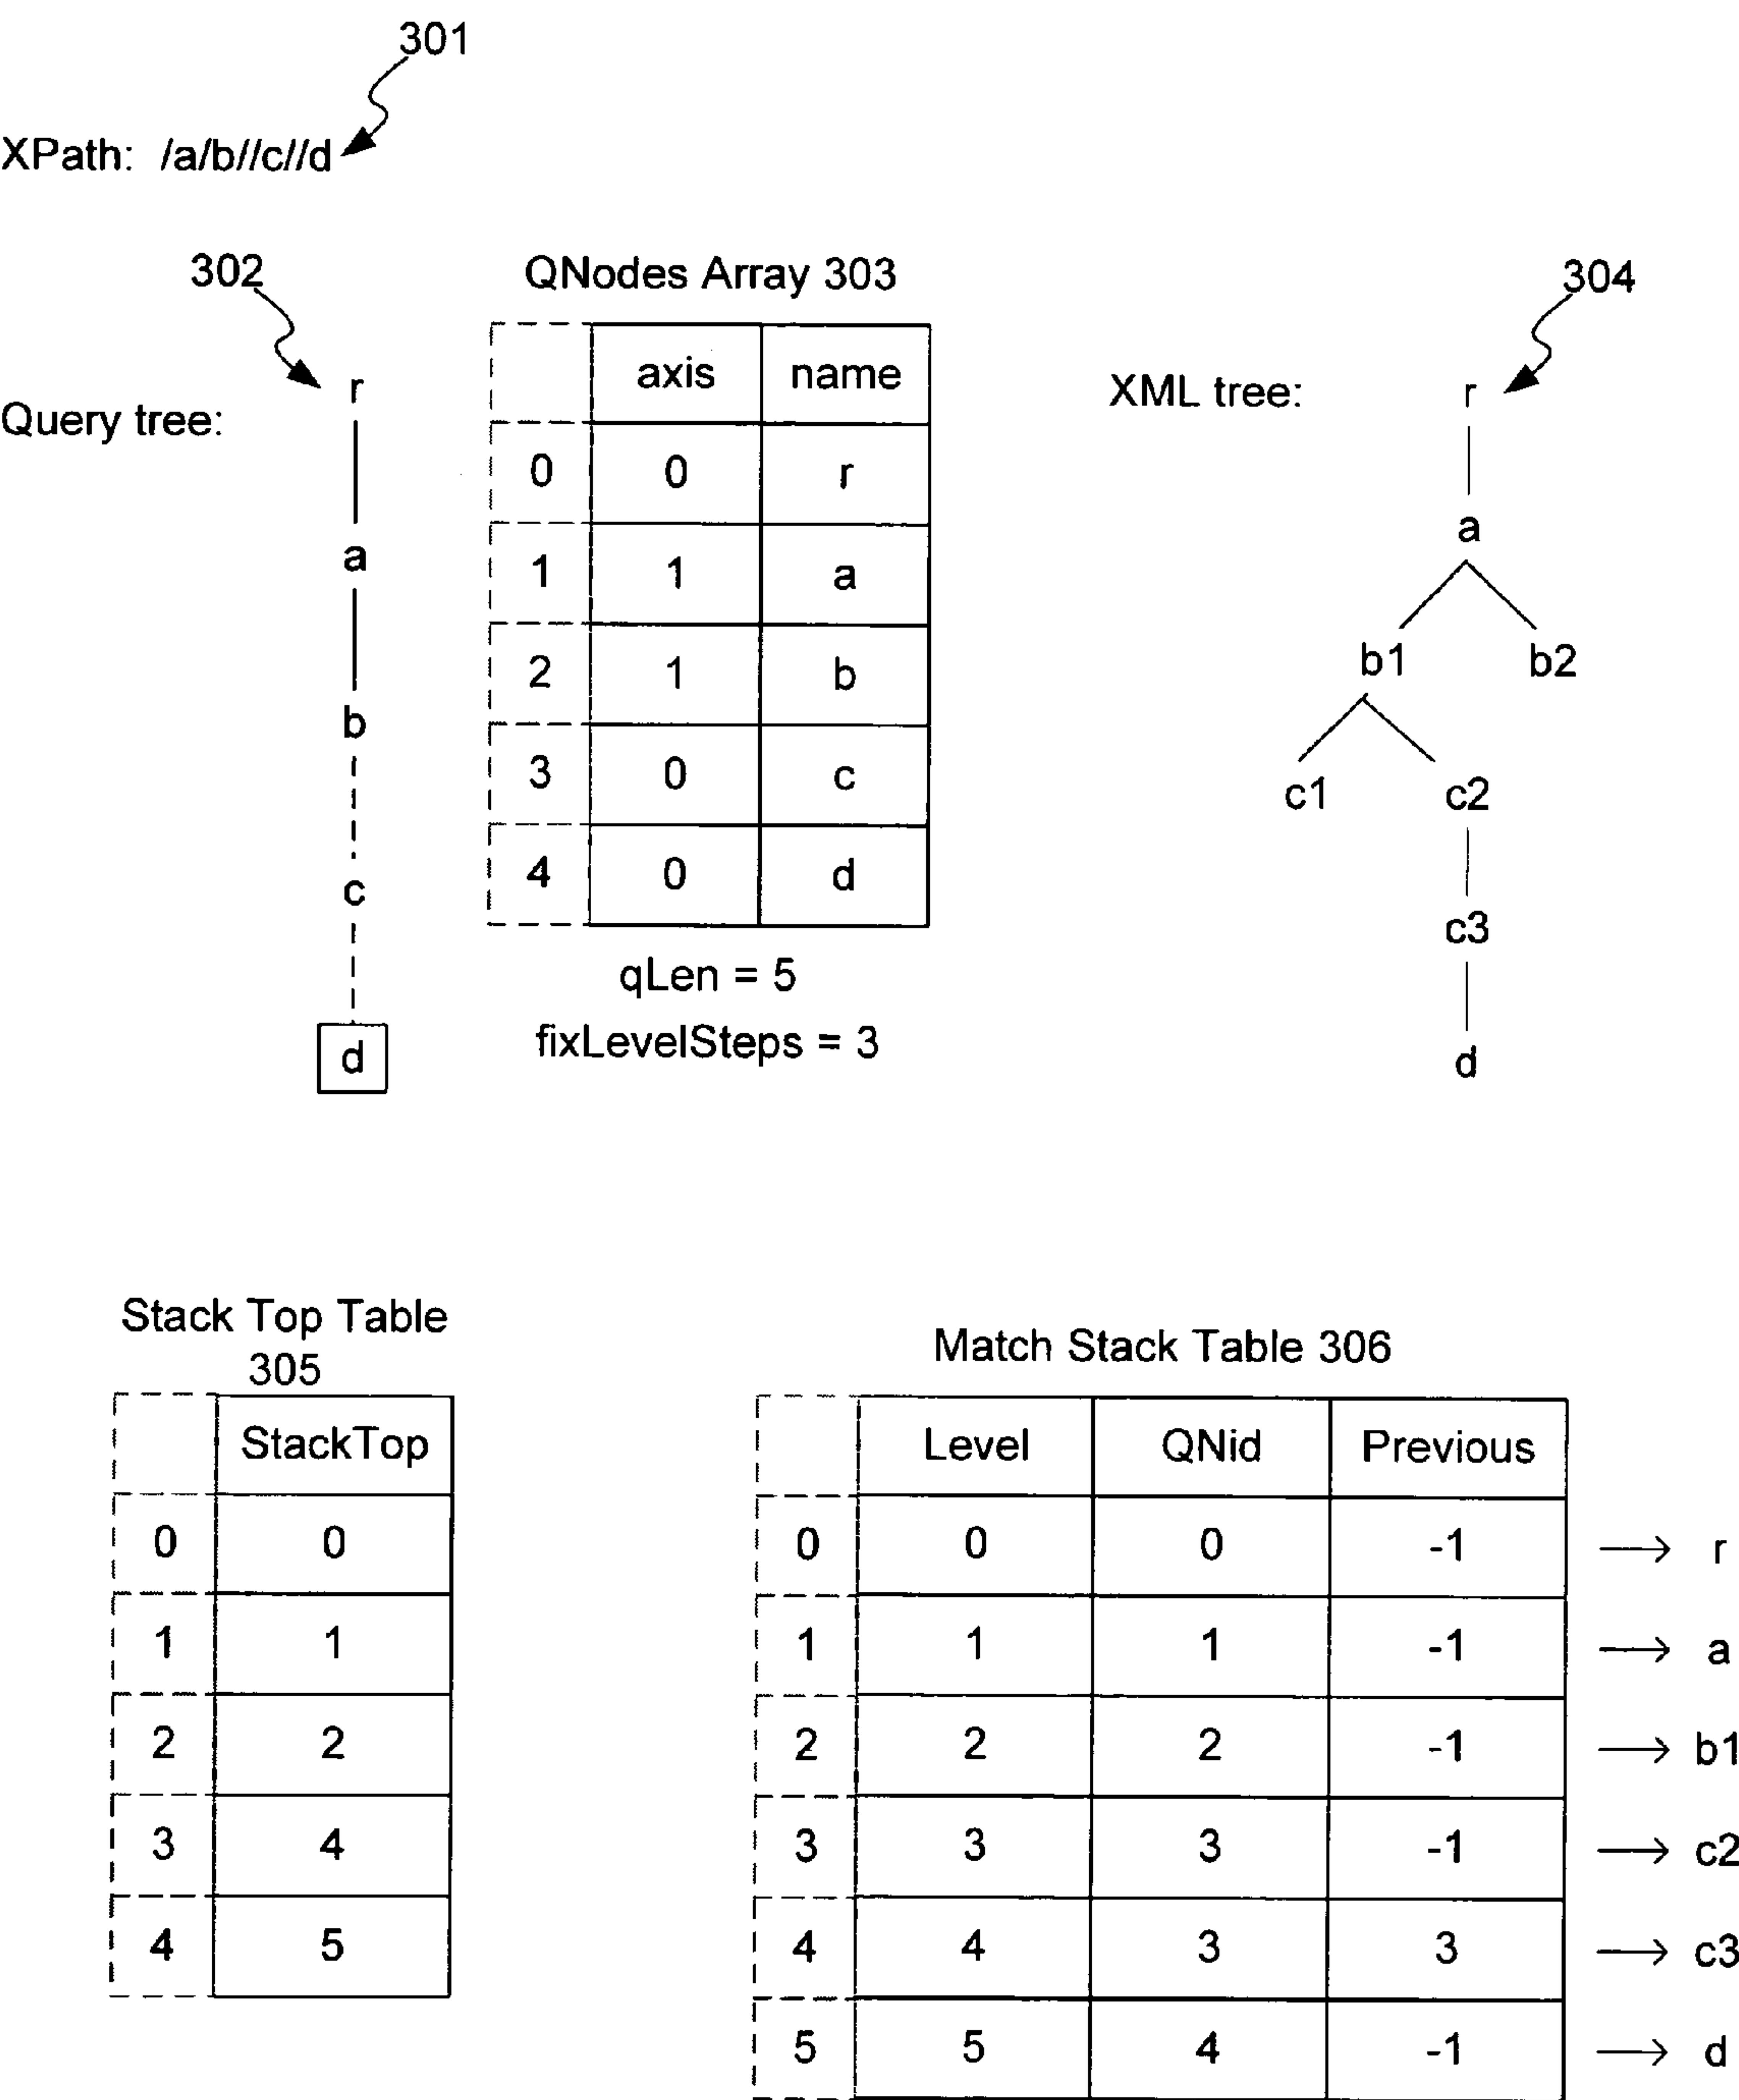 301
XPath: /a/b//c//d
302
QNodes Array 303
304
Query tree:
r
a
b
c
d
axis name
0 0 r
1 1 a
2 1 b
3 0 c
4 0 d
qLen = 5
fixLevelSteps = 3
XML tree:
r
a
b1 b2
c1 c2
c3
d
Stack Top Table
305
StackTop
0 0
1 1
2 2
3 4
4 5
Match Stack Table 306
Level QNid Previous
0 0 0 -1 → r
1 1 1 -1 → a
2 2 2 -1 → b1
3 3 3 -1 → c2
4 4 3 3 → c3
5 5 4 -1 → d